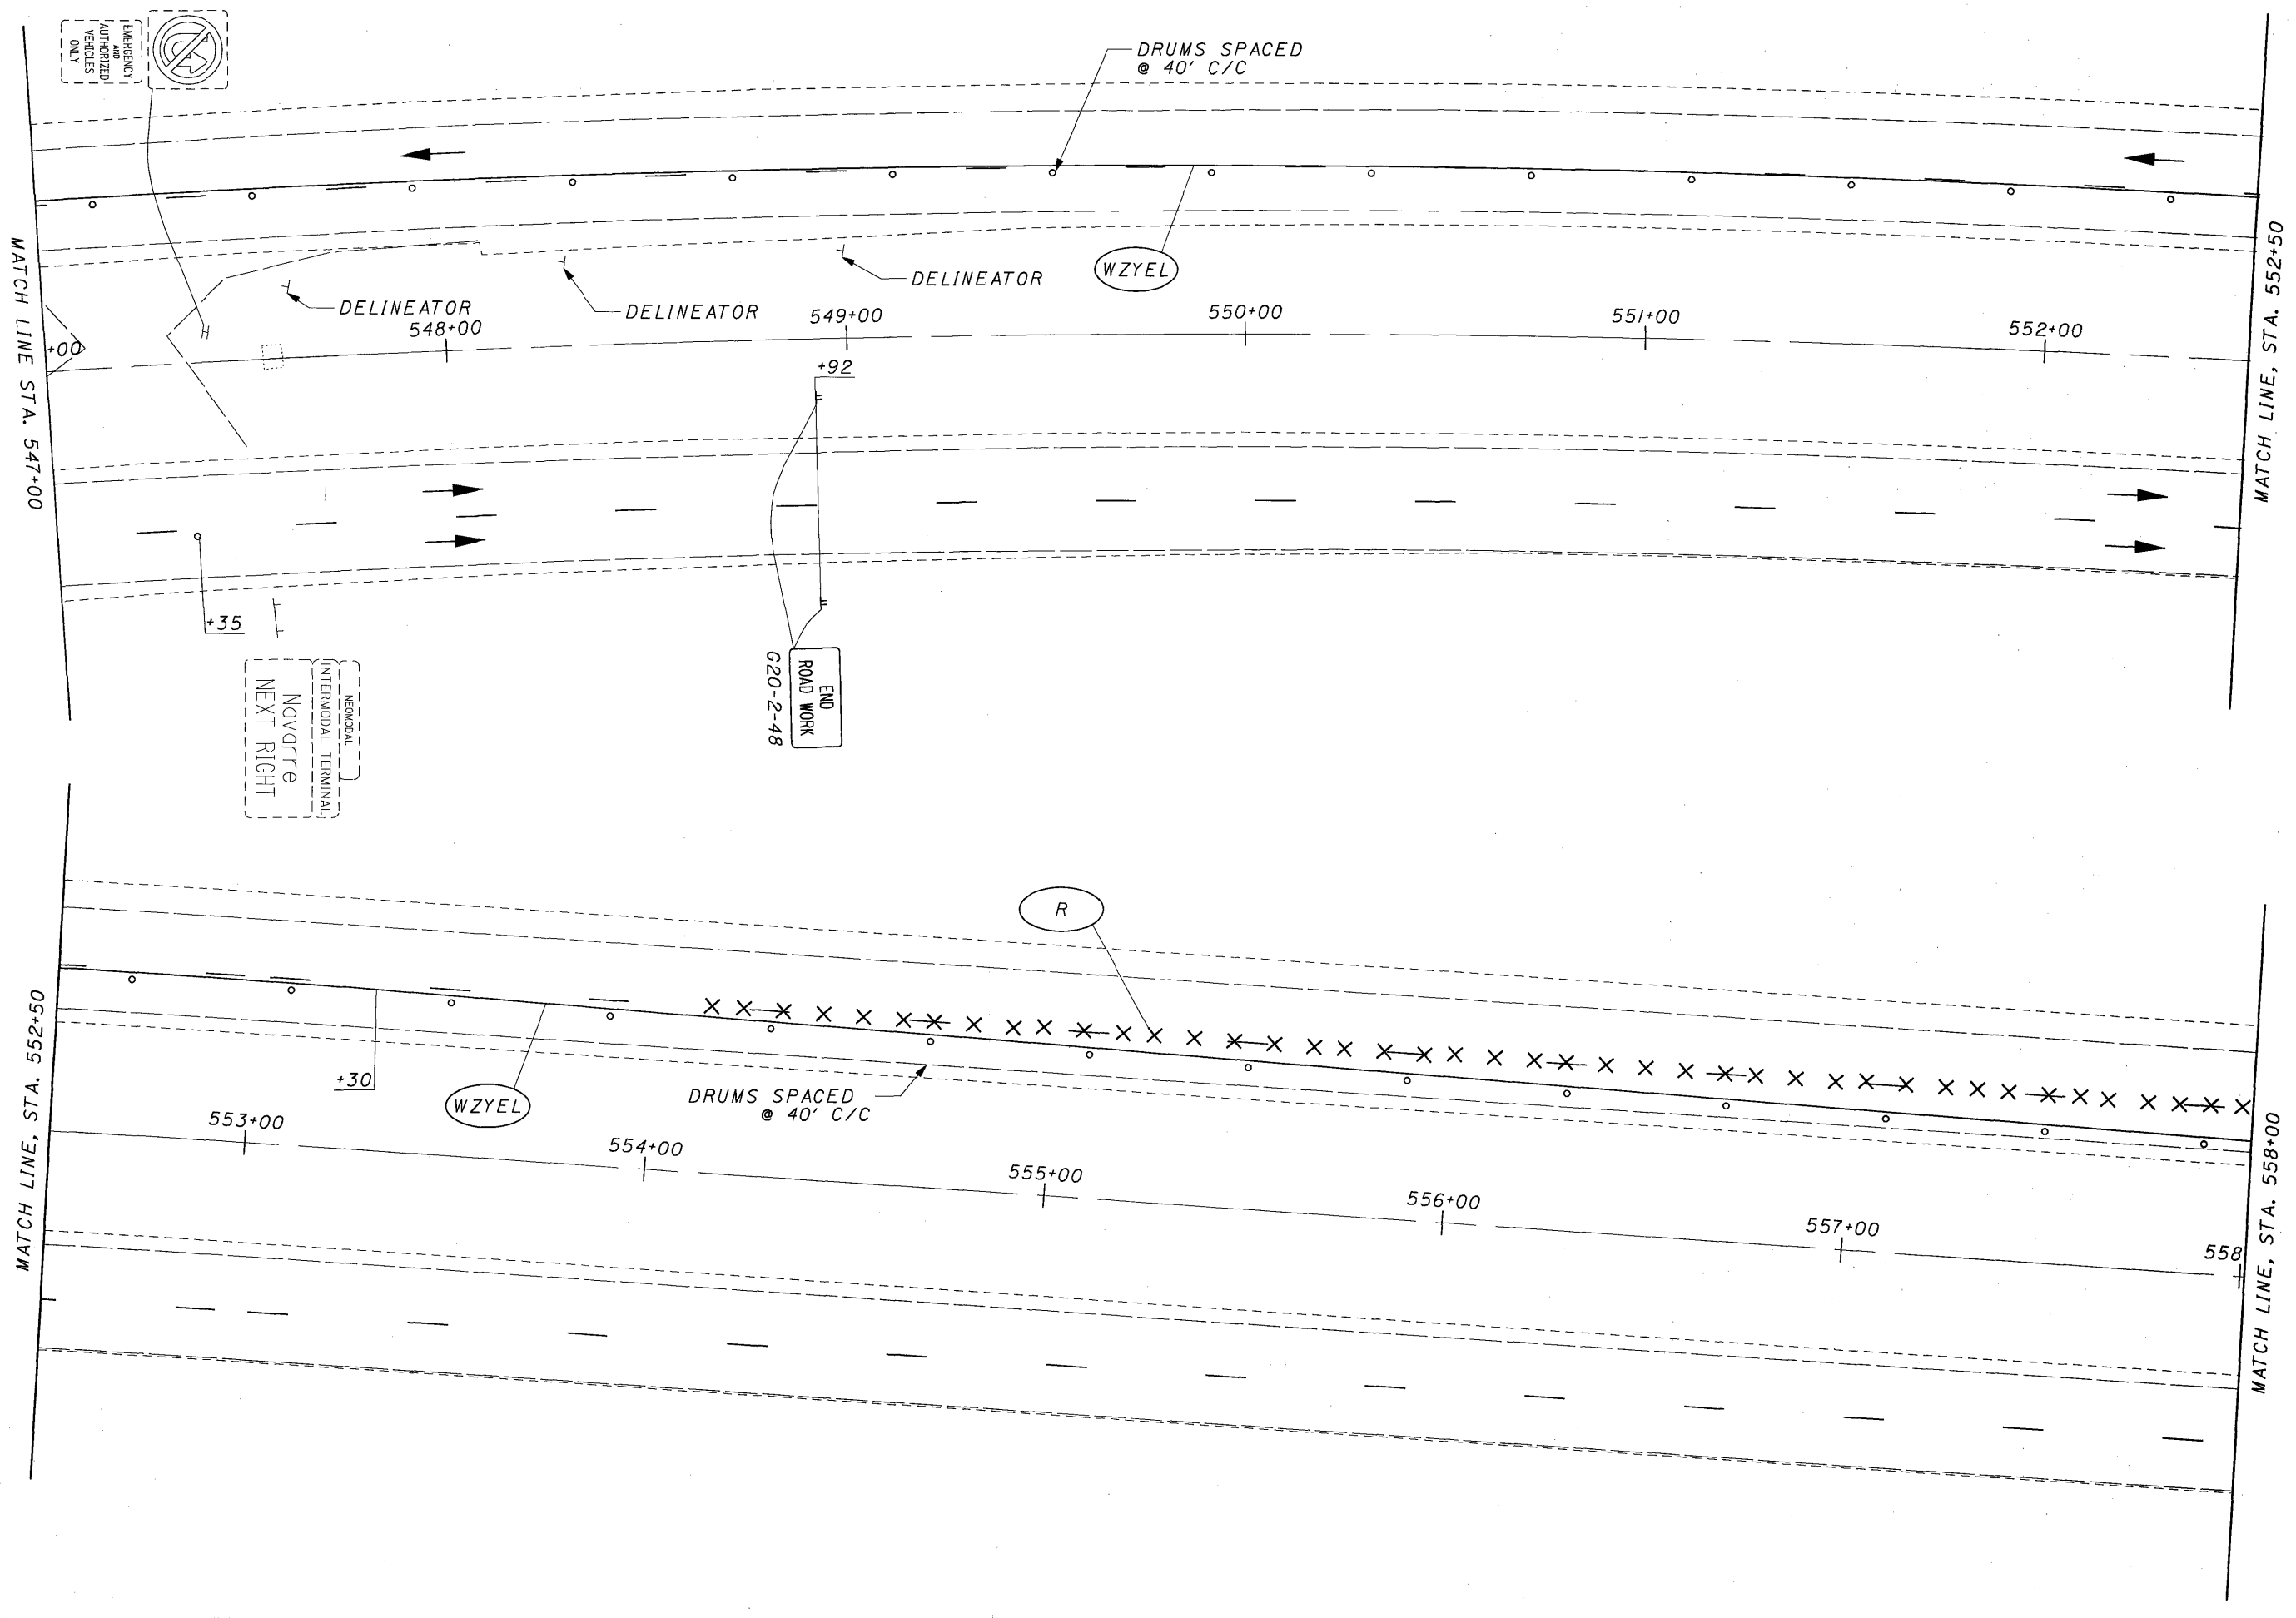 EMERGENCY
AND
AUTHORIZED
VEHICLES
ONLY
DRUMS SPACED
@ 40' C/C
MATCH LINE STA. 547+00
MATCH LINE, STA. 552+50
WZYEL
DELINEATOR
DELINEATOR
DELINEATOR
+00
548+00
549+00
550+00
551+00
552+00
+92
+35
END
ROAD WORK
G20-2-48
NEOMODAL
INTERMODAL TERMINAL
Navarre
NEXT RIGHT
R
MATCH LINE, STA. 552+50
MATCH LINE, STA. 558+00
+30
WZYEL
DRUMS SPACED
@ 40' C/C
553+00
554+00
555+00
556+00
557+00
558